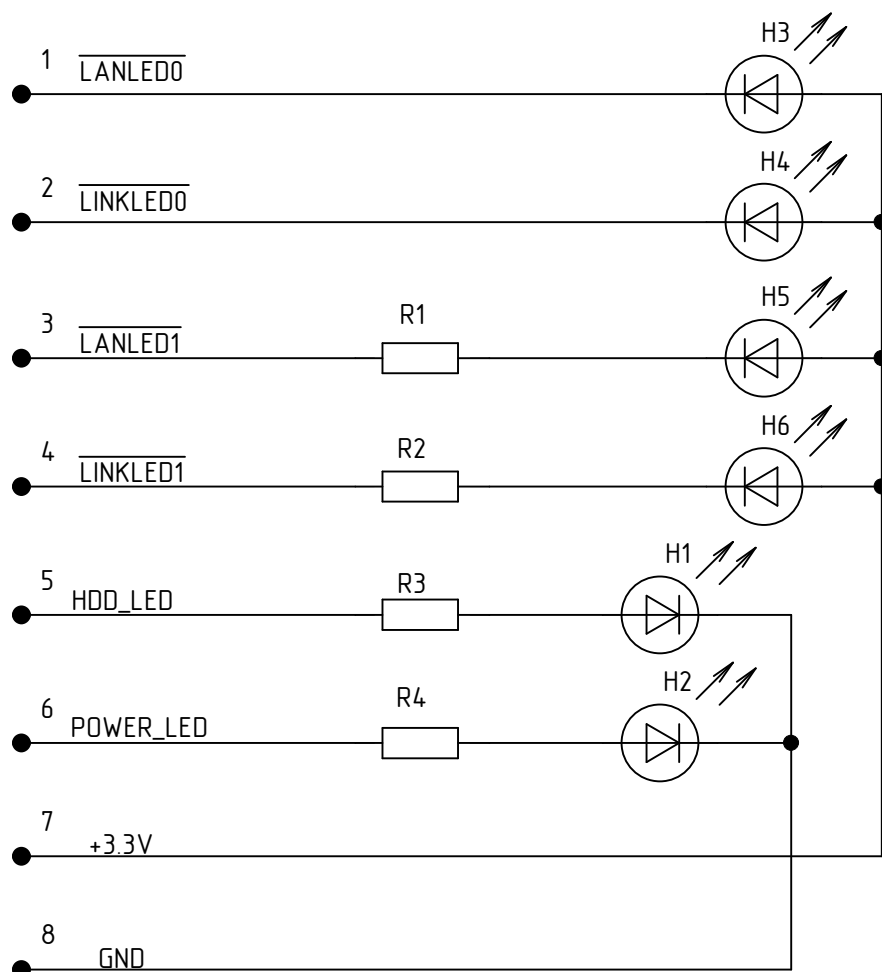 H3
1 LANLED0
H4
2 LINKLED0
H5
3 LANLED1
R1
H6
4 LINKLED1
R2
H1
5 HDD_LED
R3
H2
6 POWER_LED
R4
7 +3.3V
8 GND